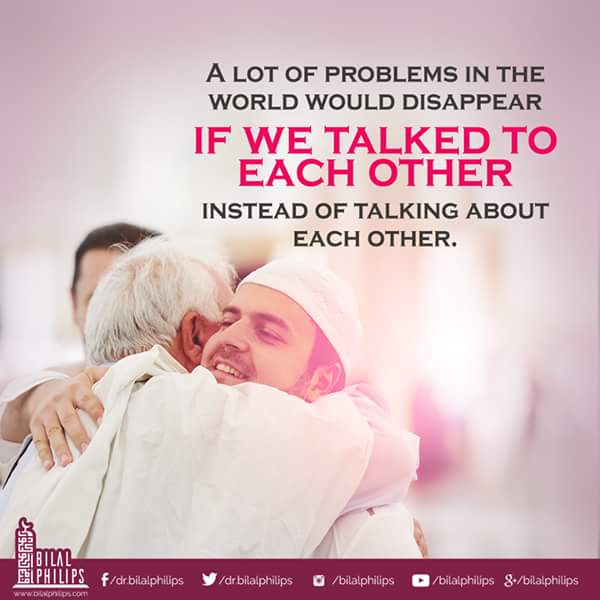 A LOT OF PROBLEMS IN THE
WORLD WOULD DISAPPEAR
IF WE TALKED TO
EACH OTHER
INSTEAD OF TALKING ABOUT
EACH OTHER.
BILAL
PHILIPS
www.bilalphilips.com
f/dr.bilalphilips /dr.bilalphilips /bilalphilips /bilalphilips g+/bilalphilips